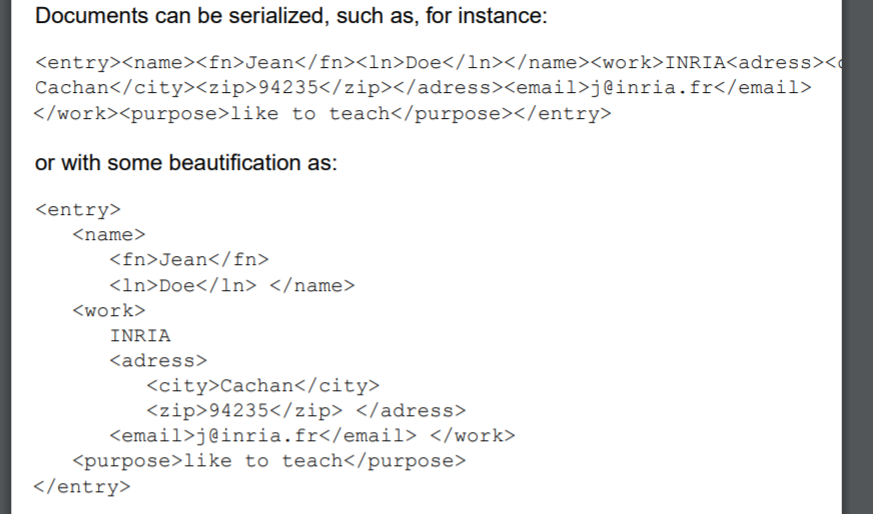 Documents can be serialized, such as, for instance:
<entry><name><fn>Jean</fn><ln>Doe</ln></name><work>INRIA<adress><
Cachan</city><zip>94235</zip></adress><email>j@inria.fr</email>
</work><purpose>like to teach</purpose></entry>
or with some beautification as:
<entry>
<name>
<fn>Jean</fn>
<ln>Doe</ln> </name>
<work>
INRIA
<adress>
<city>Cachan</city>
<zip>94235</zip> </adress>
<email>j@inria.fr</email> </work>
<purpose>like to teach</purpose>
</entry>